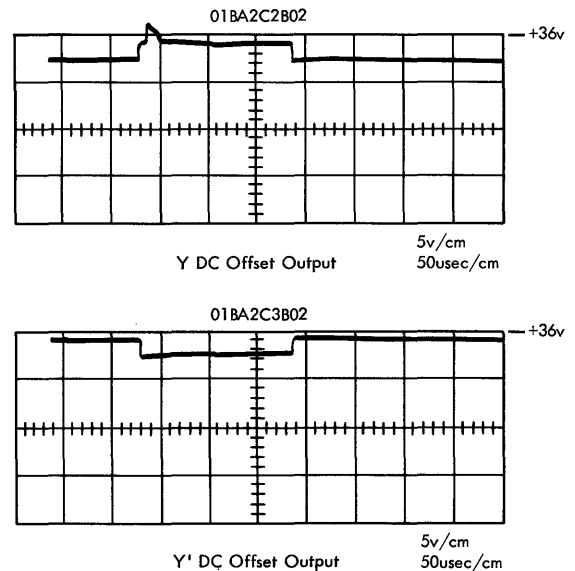 01BA2C2B02
+36v
5v/cm
Y DC Offset Output
50usec/cm
01BA2C3B02
+36v
5v/cm
Y' DC Offset Output
50usec/cm